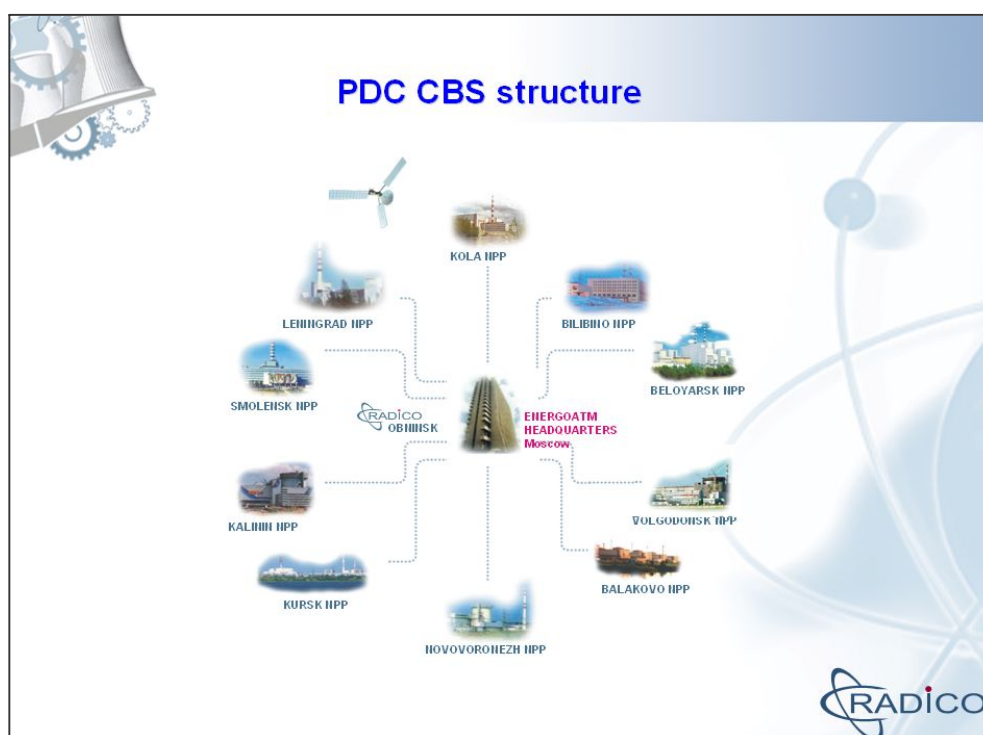 PDC CBS structure
KOLA NPP
LENINGRAD NPP
BILIBINO NPP
SMOLENSK NPP
BELOYARSK NPP
RADICO
OBNINSK
ENERGOATM
HEADQUARTERS
Moscow
KALININ NPP
VOLGODONSK NPP
KURSK NPP
BALAKOVO NPP
NOVOVORONEZH NPP
RADICO